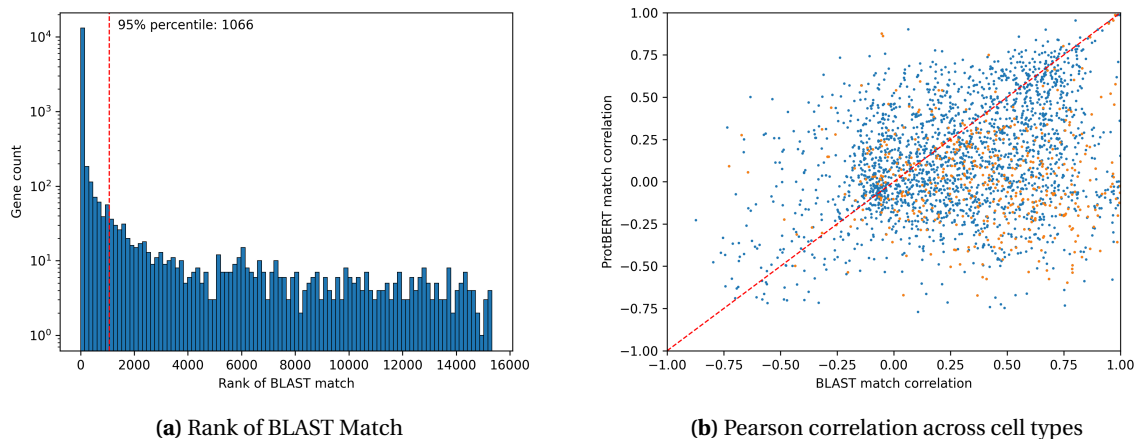 95% percentile: 1066
10⁴
10³
10²
10¹
10⁰
Gene count
0 2000 4000 6000 8000 10000 12000 14000 16000
Rank of BLAST match
(a) Rank of BLAST Match
1.00
0.75
0.50
0.25
0.00
−0.25
−0.50
−0.75
−1.00
ProtBERT match correlation
−1.00 −0.75 −0.50 −0.25 0.00 0.25 0.50 0.75 1.00
BLAST match correlation
(b) Pearson correlation across cell types